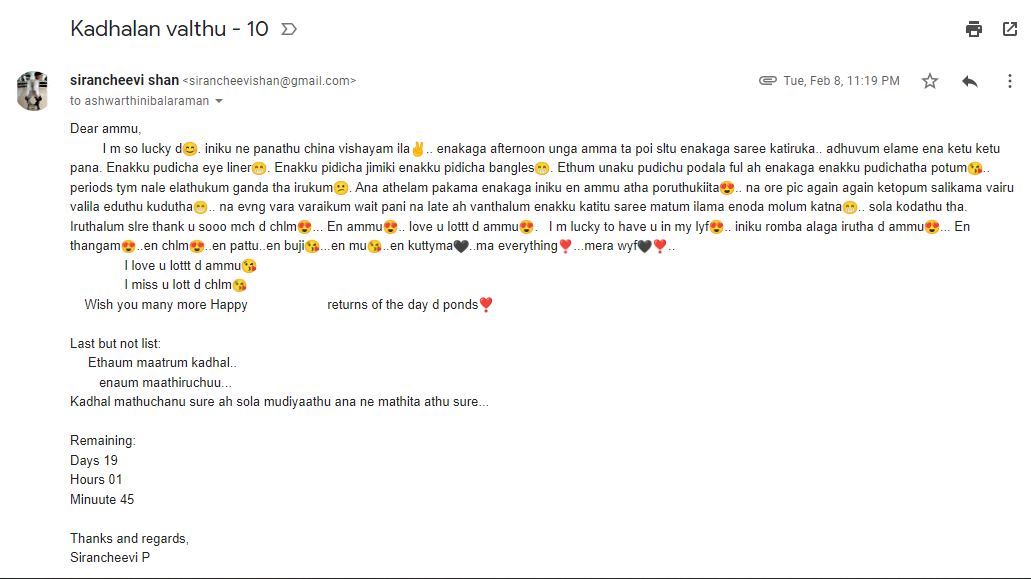 Kadhalan valthu - 10
sirancheevi shan <sirancheevishan@gmail.com>
Tue, Feb 8, 11:19 PM
to ashwarthinibalaraman
Dear ammu,
I m so lucky d😊. iniku ne panathu china vishayam ila✌.. enakaga afternoon unga amma ta poi sltu enakaga saree katiruka.. adhuvum elame ena ketu ketu
pana. Enakku pudicha eye liner😁. Enakku pidicha jimiki enakku pidicha bangles😁. Ethum unaku pudichu podala ful ah enakaga enakku pudichatha potum😘..
periods tym nale elathukum ganda tha irukum😕. Ana athelam pakama enakaga iniku en ammu atha poruthukiita😍.. na ore pic again again ketopum salikama vairu
valila eduthu kudutha😁.. na evng vara varaikum wait pani na late ah vanthalum enakku katitu saree matum ilama enoda molum katna😁.. sola kodathu tha.
Iruthalum slre thank u sooo mch d chlm😍... En ammu😍.. love u lottt d ammu😍. I m lucky to have u in my lyf😍.. iniku romba alaga irutha d ammu😍... En
thangam😍..en chlm😍..en pattu..en buji😘...en mu😘..en kuttyma🖤..ma everything❣...mera wyf🖤❣..
I love u lottt d ammu😘
I miss u lott d chlm😘
Wish you many more Happy returns of the day d ponds❣
Last but not list:
Ethaum maatrum kadhal..
enaum maathiruchuu...
Kadhal mathuchanu sure ah sola mudiyaathu ana ne mathita athu sure...
Remaining:
Days 19
Hours 01
Minuute 45
Thanks and regards,
Sirancheevi P